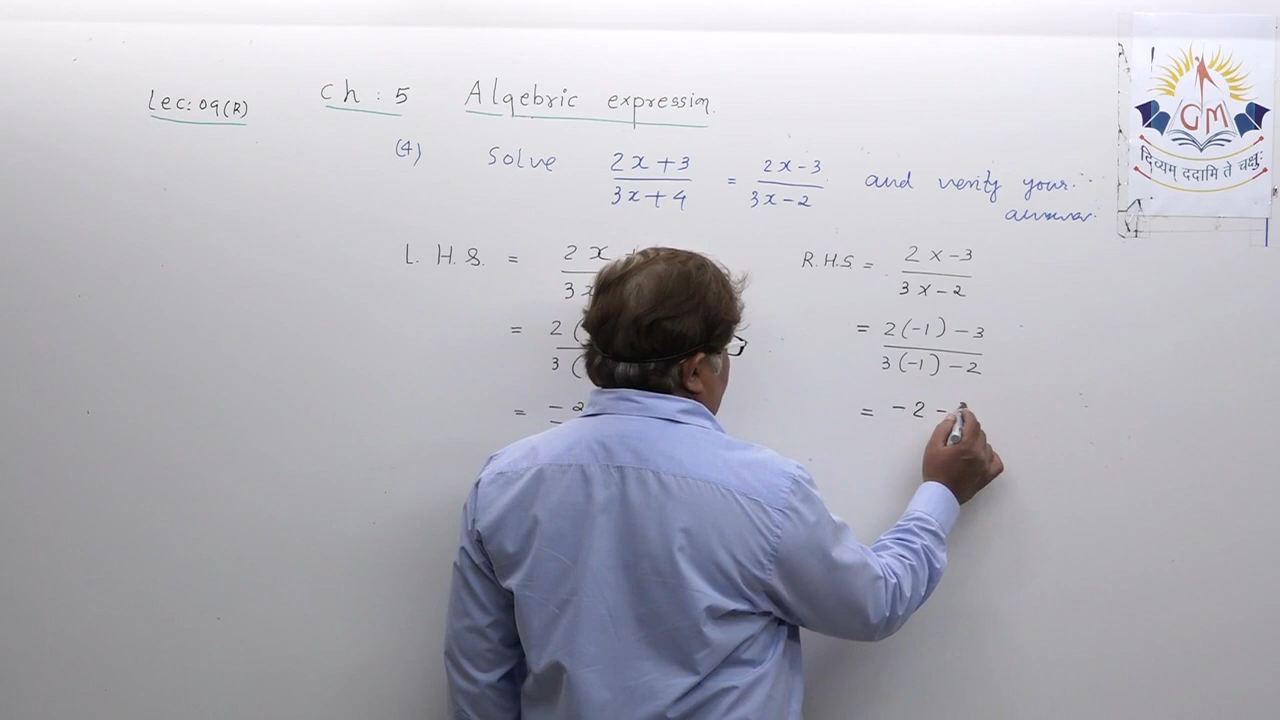 Lec: 09(R) Ch : 5 Algebric expression.
(4) Solve (2x+3)/(3x+4) = (2x-3)/(3x-2) and verify your
answer.
L. H. S. = 2x
3x
R.H.S. = (2x-3)/(3x-2)
= 2(
3(
= (2(-1)-3)/(3(-1)-2)
= -2
= -2 -
GM
दिव्यम् ददामि ते चक्षुः